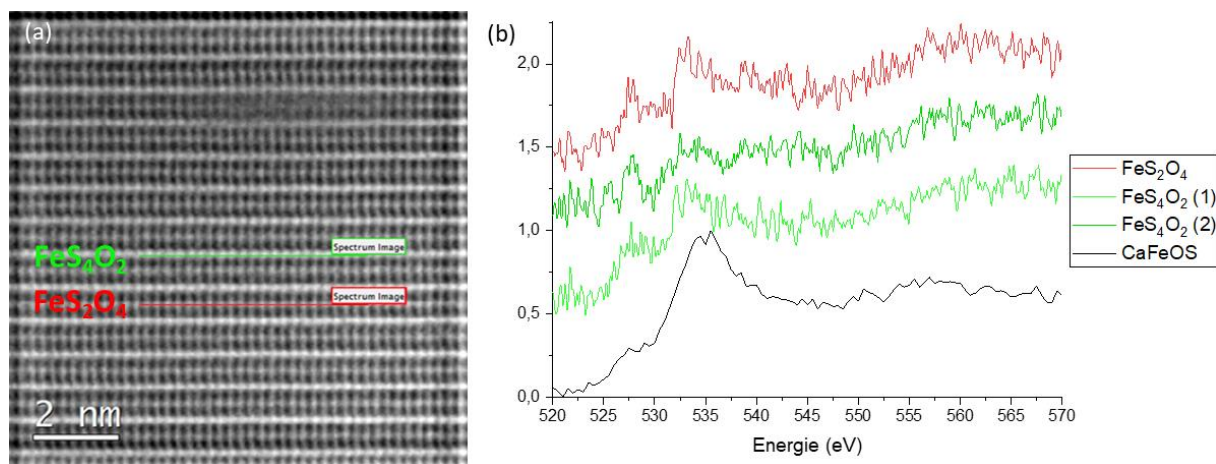 (a)
FeS₄O₂
Spectrum Image
FeS₂O₄
Spectrum Image
2 nm
(b)
2,0
1,5
1,0
0,5
0,0
520 525 530 535 540 545 550 555 560 565 570
Energie (eV)
FeS₂O₄
FeS₄O₂ (1)
FeS₄O₂ (2)
CaFeOS